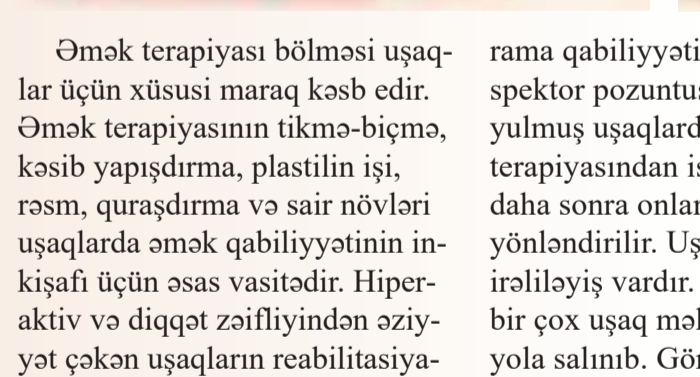 Əmək terapiyası bölməsi uşaq-
lar üçün xüsusi maraq kəsb edir.
Əmək terapiyasının tikmə-biçmə,
kəsib yapışdırma, plastilin işi,
rəsm, quraşdırma və sair növləri
uşaqlarda əmək qabiliyyətinin in-
kişafı üçün əsas vasitədir. Hiper-
aktiv və diqqət zəifliyindən əziy-
yət çəkən uşaqların reabilitasiya-
rama qabiliyyəti
spektor pozuntu
yulmuş uşaqlard
terapiyasından
daha sonra onlar
yönləndirilir. Uş
irəliləyiş vardır.
bir çox uşaq mə
yola salınıb. Gö